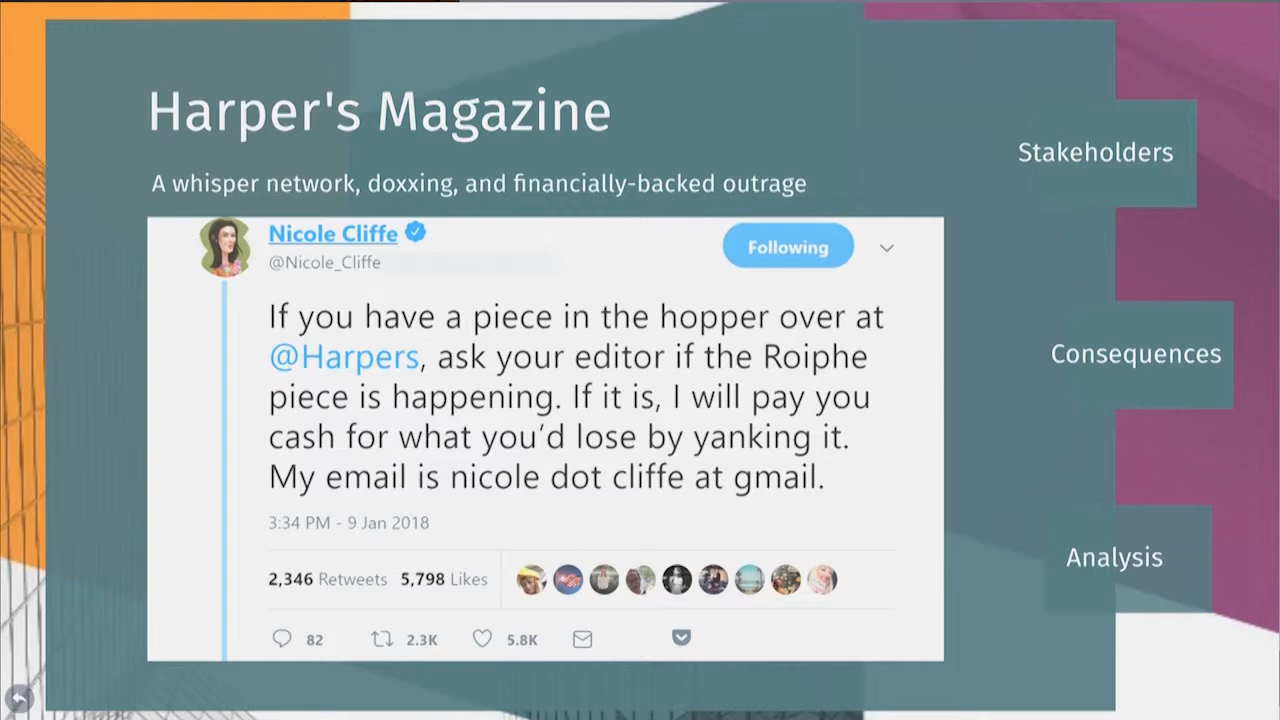 Harper's Magazine
A whisper network, doxxing, and financially-backed outrage
Nicole Cliffe
@Nicole_Cliffe
Following
If you have a piece in the hopper over at
@Harpers, ask your editor if the Roiphe
piece is happening. If it is, I will pay you
cash for what you’d lose by yanking it.
My email is nicole dot cliffe at gmail.
3:34 PM - 9 Jan 2018
2,346 Retweets 5,798 Likes
82 2.3K 5.8K
Stakeholders
Consequences
Analysis